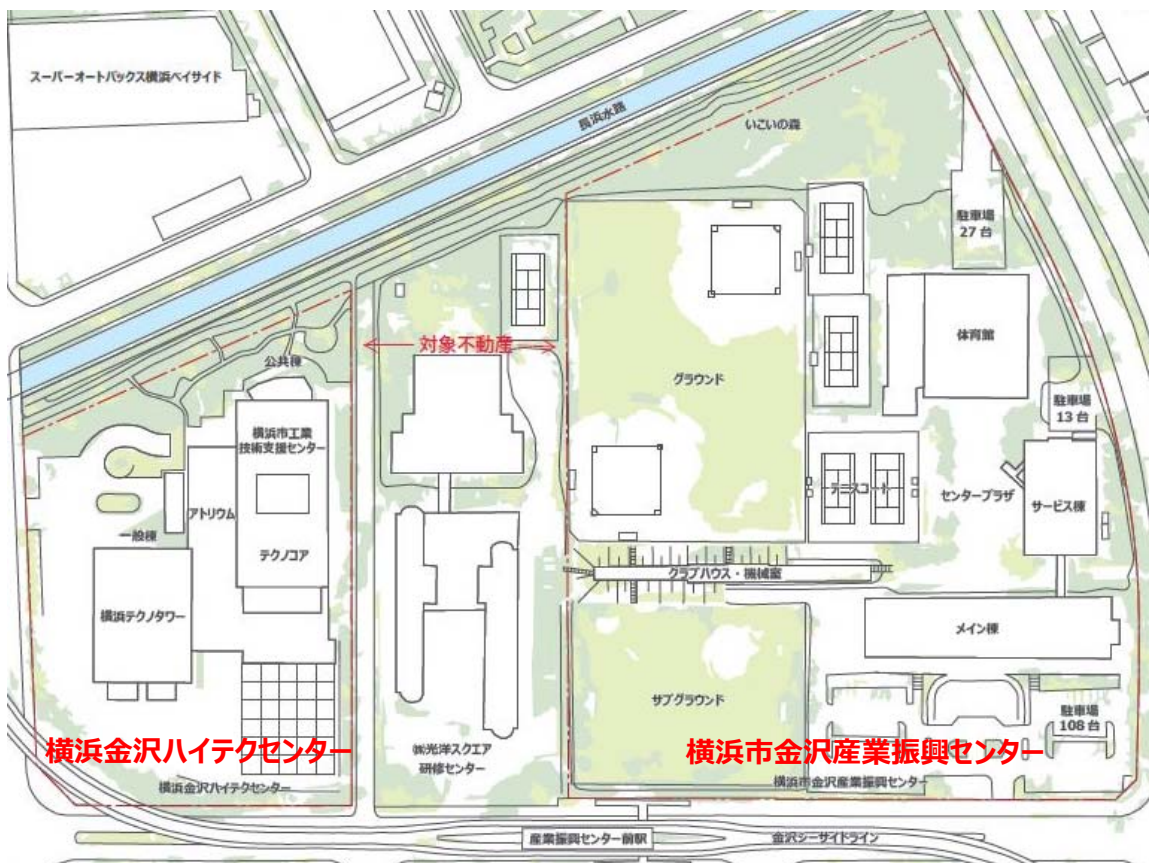 スーパーオートバックス横浜ベイサイド
長浜水路
いこいの森
駐車場
27 台
対象不動産
体育館
公共棟
グラウンド
駐車場
13 台
横浜市工業
技術支援センター
アトリウム
テニスコート
センタープラザ
サービス棟
一般棟
テクノコア
クラブハウス・機械室
横浜テクノタワー
メイン棟
サブグラウンド
駐車場
108 台
横浜金沢ハイテクセンター
㈱光洋スクエア
研修センター
横浜市金沢産業振興センター
横浜金沢ハイテクセンター
横浜市金沢産業振興センター
産業振興センター前駅
金沢シーサイドライン